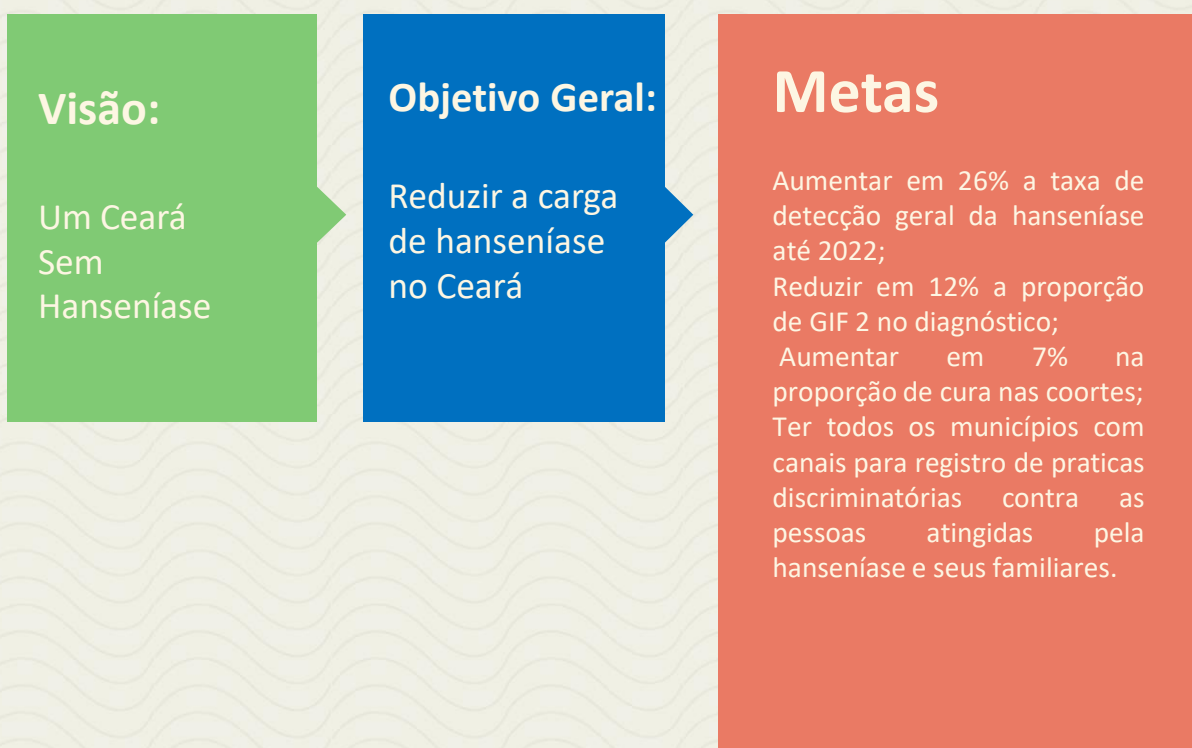 Visão:
Um Ceará
Sem
Hanseníase
Objetivo Geral:
Reduzir a carga
de hanseníase
no Ceará
Metas
Aumentar em 26% a taxa de
detecção geral da hanseníase
até 2022;
Reduzir em 12% a proporção
de GIF 2 no diagnóstico;
Aumentar em 7% na
proporção de cura nas coortes;
Ter todos os municípios com
canais para registro de praticas
discriminatórias contra as
pessoas atingidas pela
hanseníase e seus familiares.